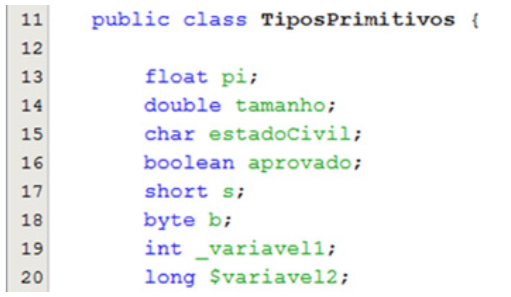 11 public class TiposPrimitivos {
12
13 float pi;
14 double tamanho;
15 char estadoCivil;
16 boolean aprovado;
17 short s;
18 byte b;
19 int _variavel1;
20 long $variavel2;